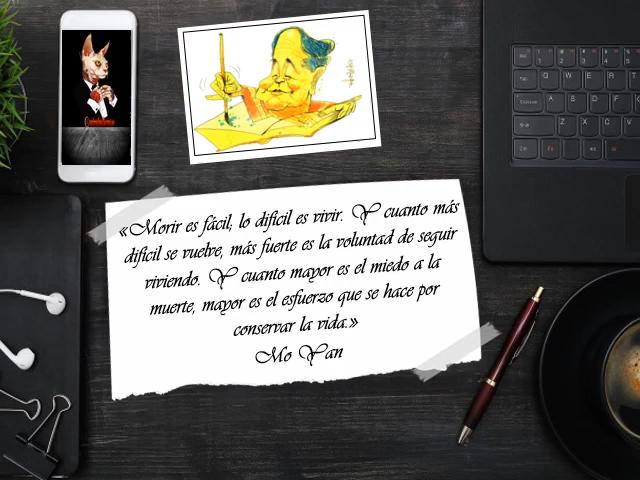 «Morir es fácil; lo difícil es vivir. Y cuanto más
difícil se vuelve, más fuerte es la voluntad de seguir
viviendo. Y cuanto mayor es el miedo a la
muerte, mayor es el esfuerzo que se hace por
conservar la vida.»
Mo Yan